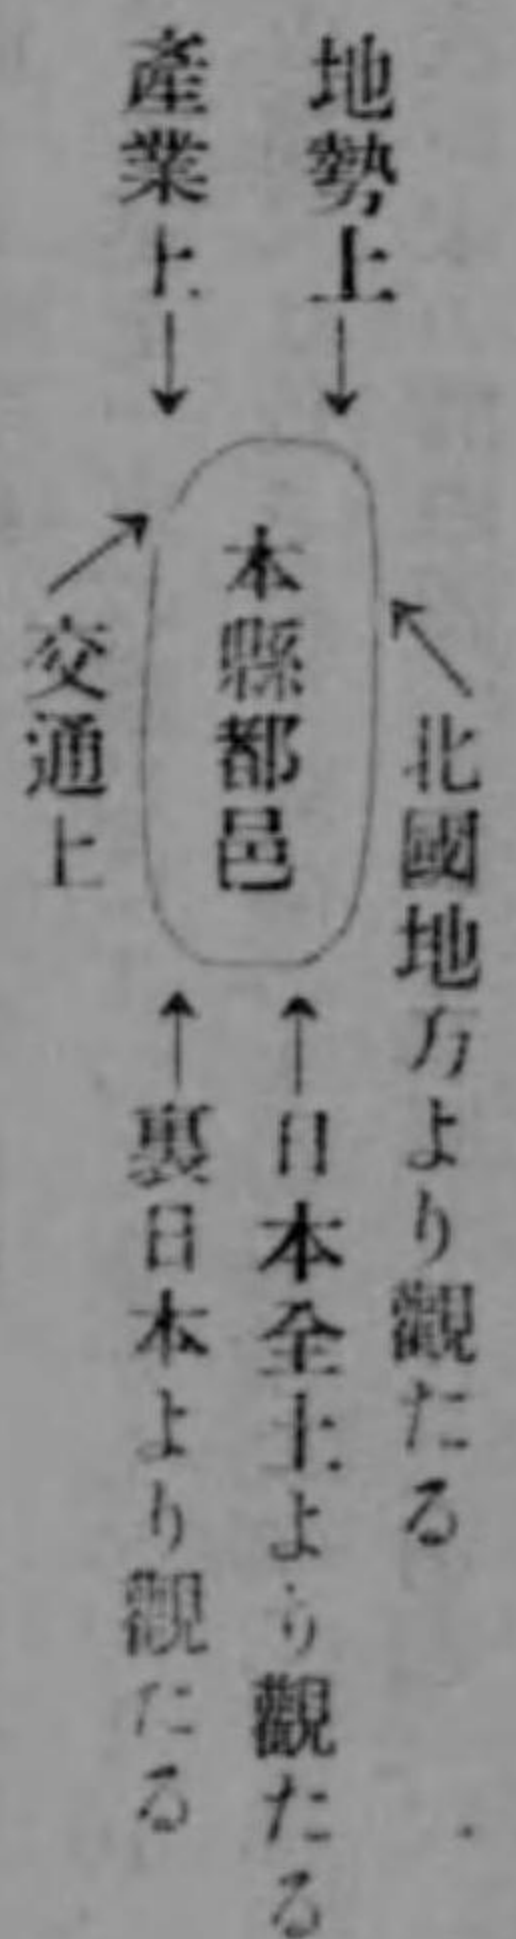 地勢上
産業上
北國地方より觀たる
本縣都邑
交通上
日本全土より觀たる
裏日本より觀たる